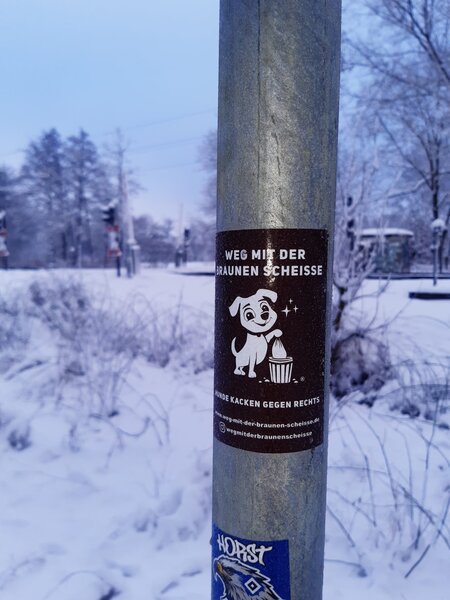 WEG MIT DER
BRAUNEN SCHEISSE
®
HUNDE KACKEN GEGEN RECHTS
www.weg-mit-der-braunen-scheisse.de
wegmitderbraunenscheisse
HORST